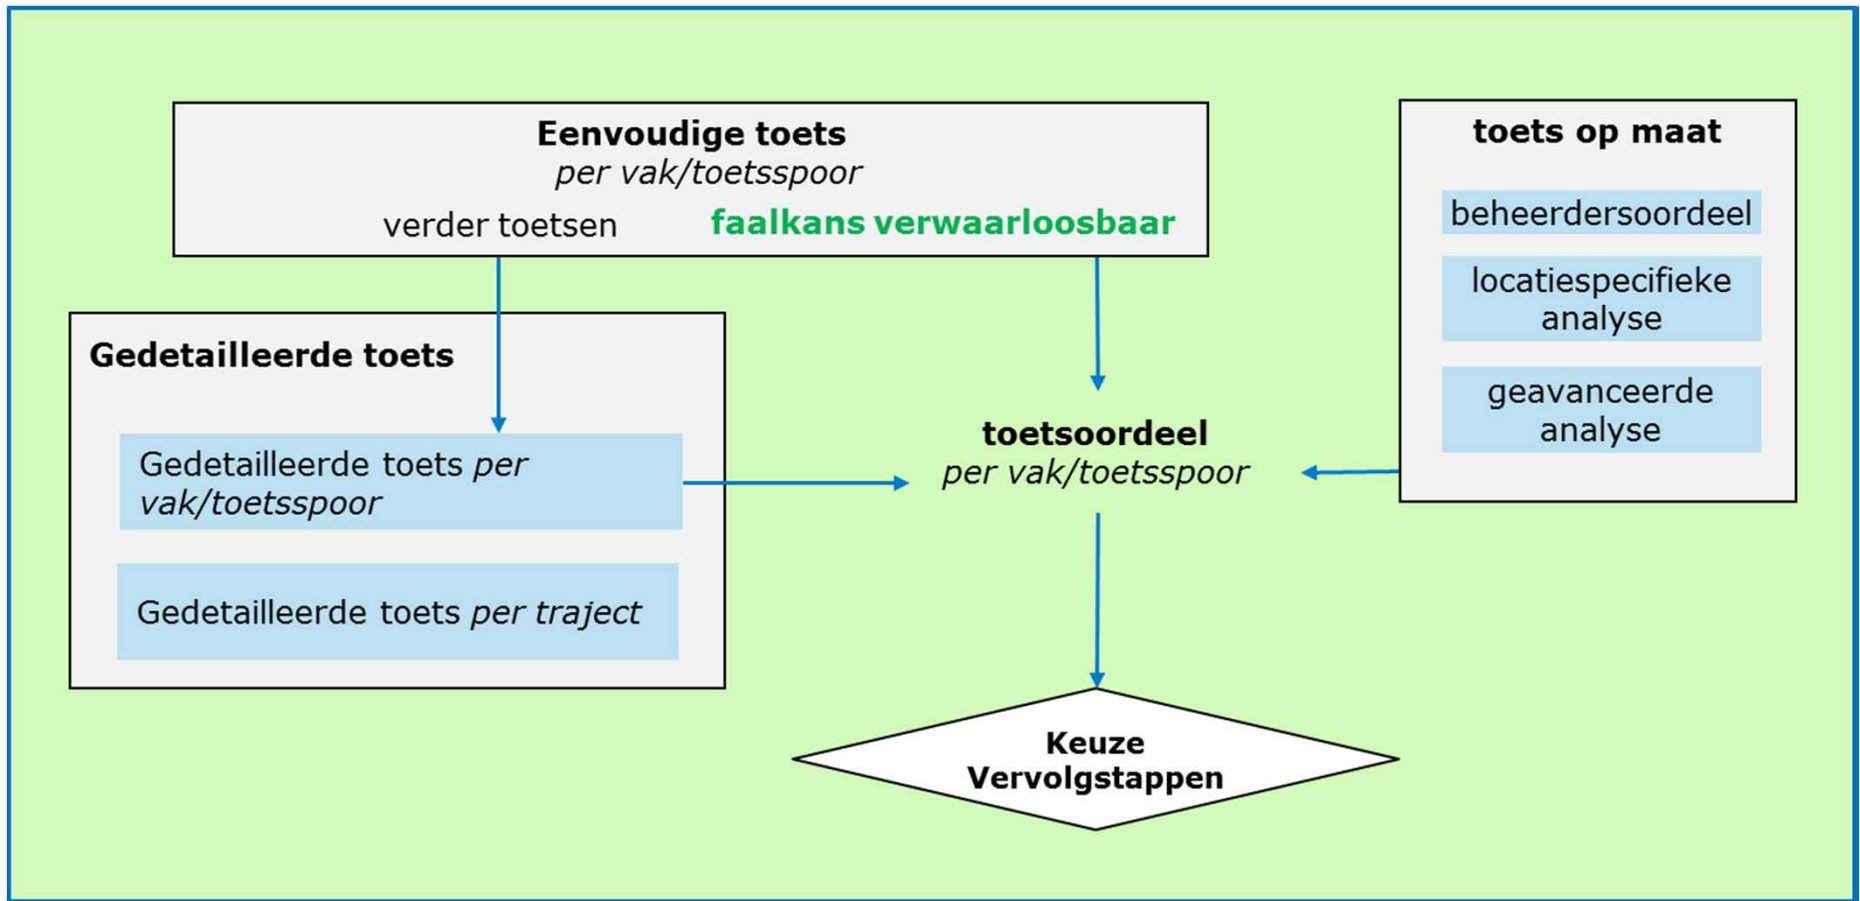 Eenvoudige toets
per vak/toetsspoor
verder toetsen
faalkans verwaarloosbaar
toets op maat
beheerdersoordeel
locatiespecifieke
analyse
geavanceerde
analyse
Gedetailleerde toets
Gedetailleerde toets per
vak/toetsspoor
Gedetailleerde toets per traject
toetsoordeel
per vak/toetsspoor
Keuze
Vervolgstappen